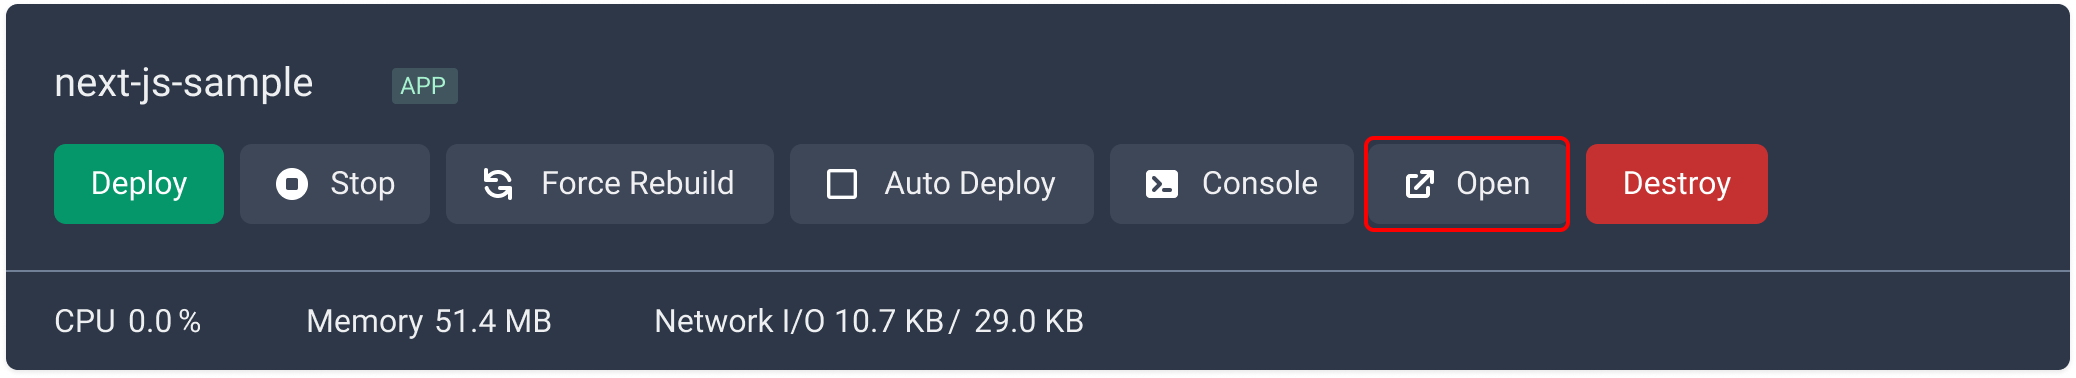 next-js-sample APP
Deploy Stop Force Rebuild Auto Deploy Console Open Destroy
CPU 0.0 % Memory 51.4 MB Network I/O 10.7 KB / 29.0 KB